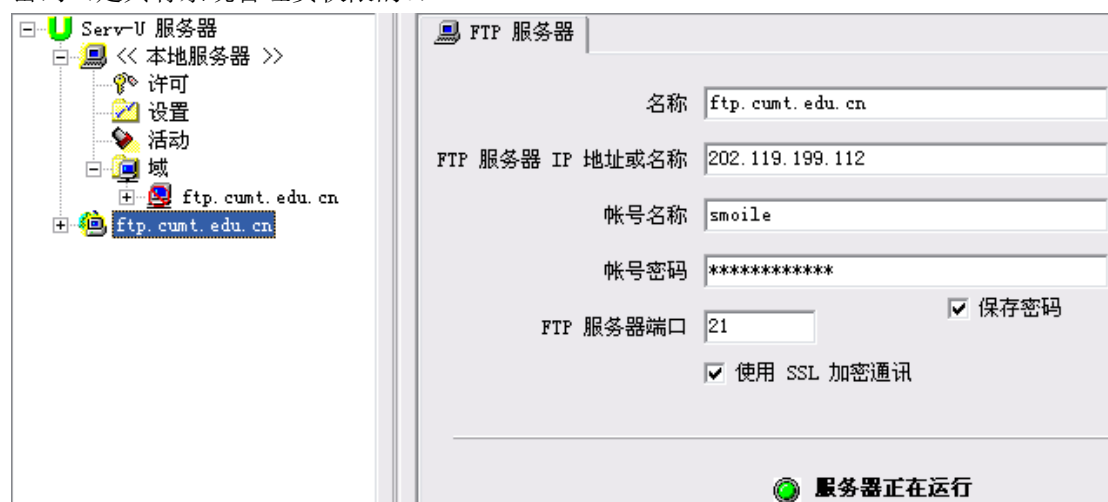 Serv-U 服务器
<< 本地服务器 >>
许可
设置
活动
域
ftp.cumt.edu.cn
ftp.cumt.edu.cn
FTP 服务器
名称 ftp.cumt.edu.cn
FTP 服务器 IP 地址或名称 202.119.199.112
帐号名称 smoile
帐号密码 ************
保存密码
FTP 服务器端口 21
使用 SSL 加密通讯
服务器正在运行